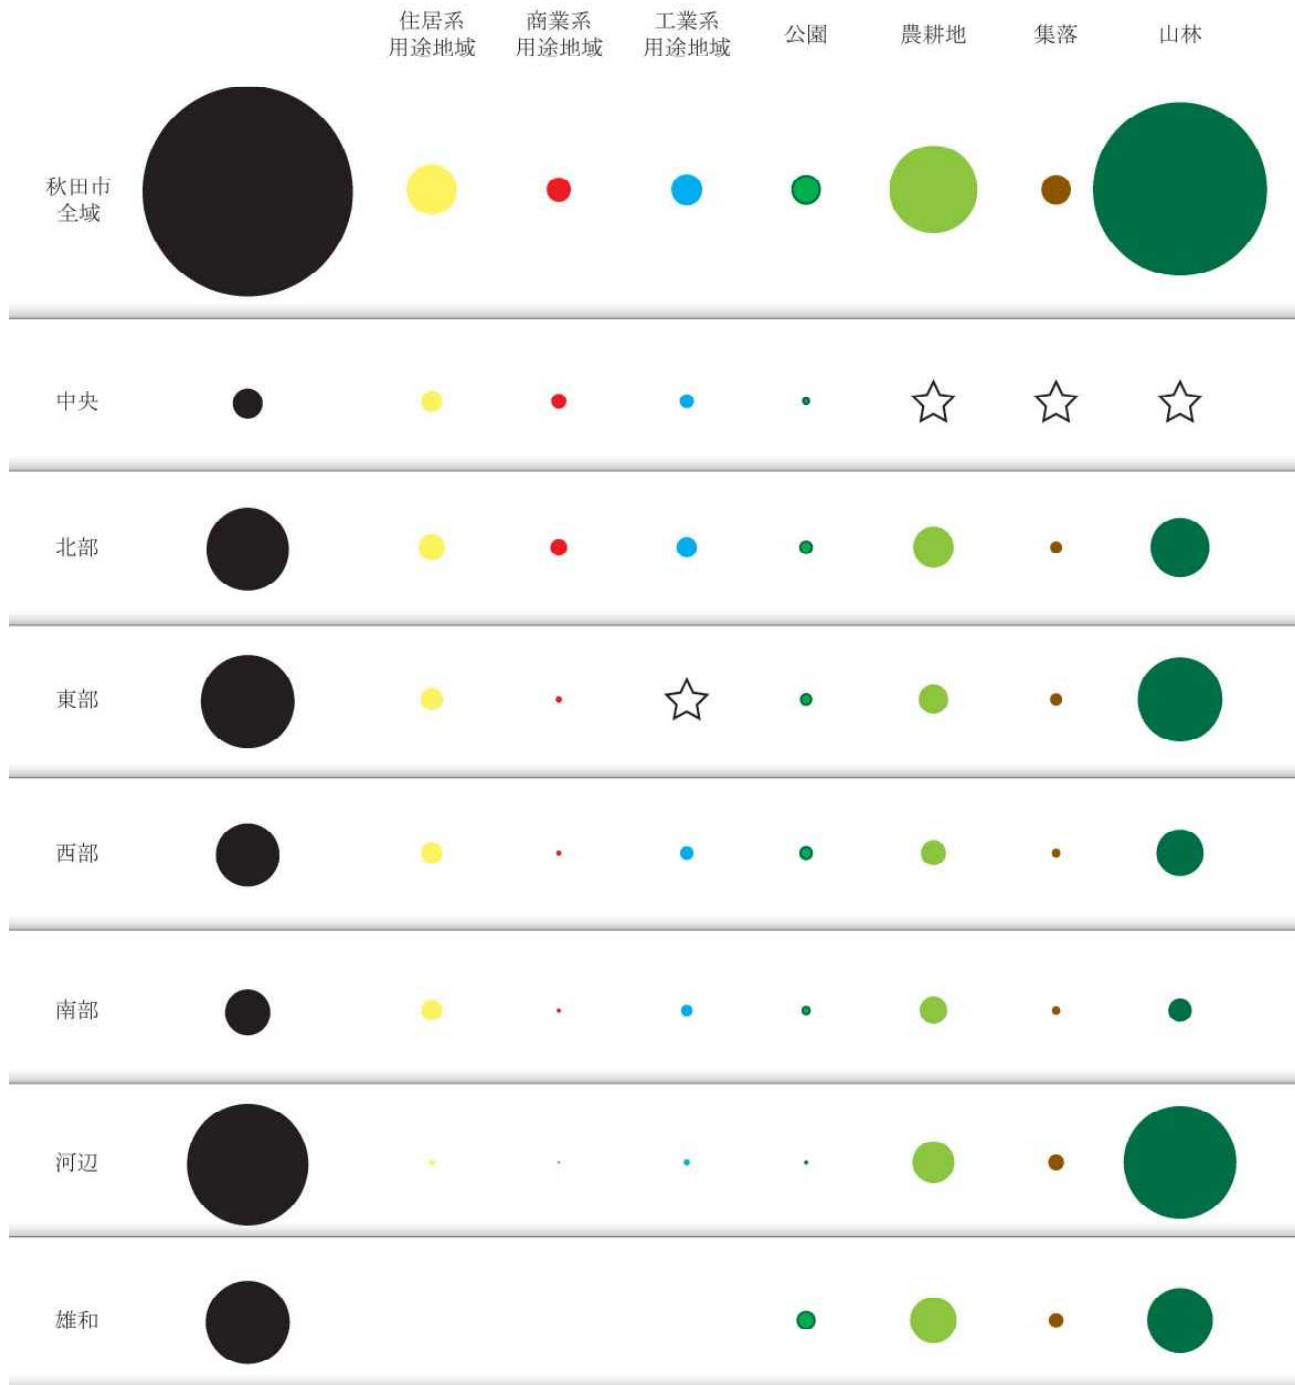 住居系
用途地域
商業系
用途地域
工業系
用途地域
公園
農耕地
集落
山林
秋田市
全域
中央
北部
東部
西部
南部
河辺
雄和